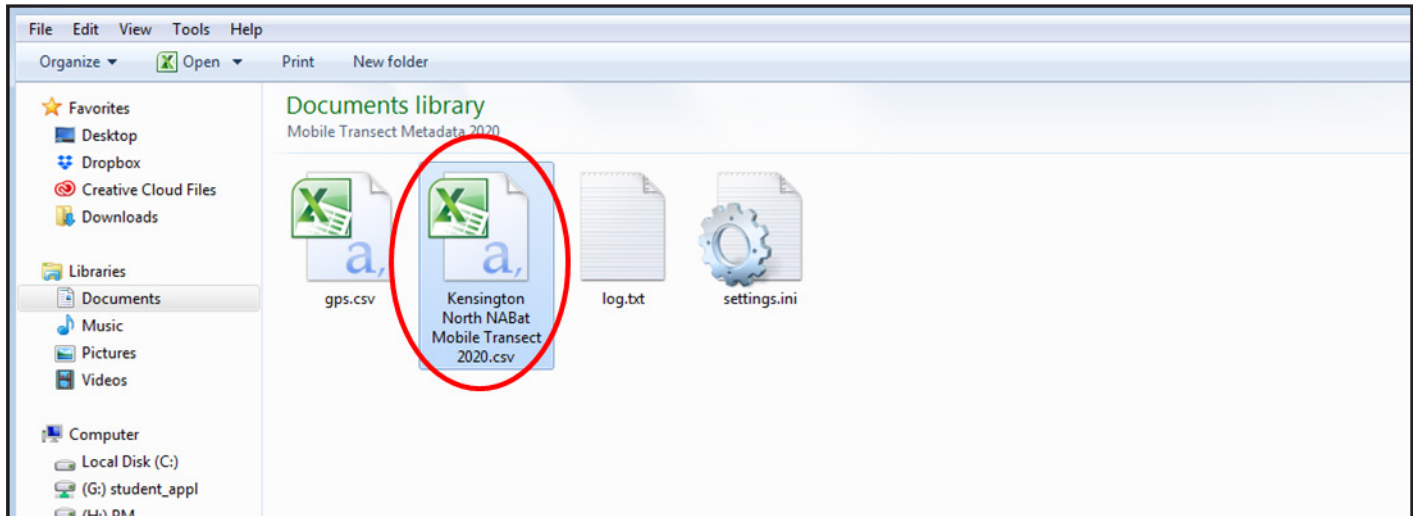 File Edit View Tools Help
Organize Open Print New folder
Favorites
Desktop
Dropbox
Creative Cloud Files
Downloads
Libraries
Documents
Music
Pictures
Videos
Computer
Local Disk (C:)
(G:) student_appl
Documents library
Mobile Transect Metadata 2020
a,
gps.csv
a,
Kensington
North NABat
Mobile Transect
2020.csv
log.txt
settings.ini